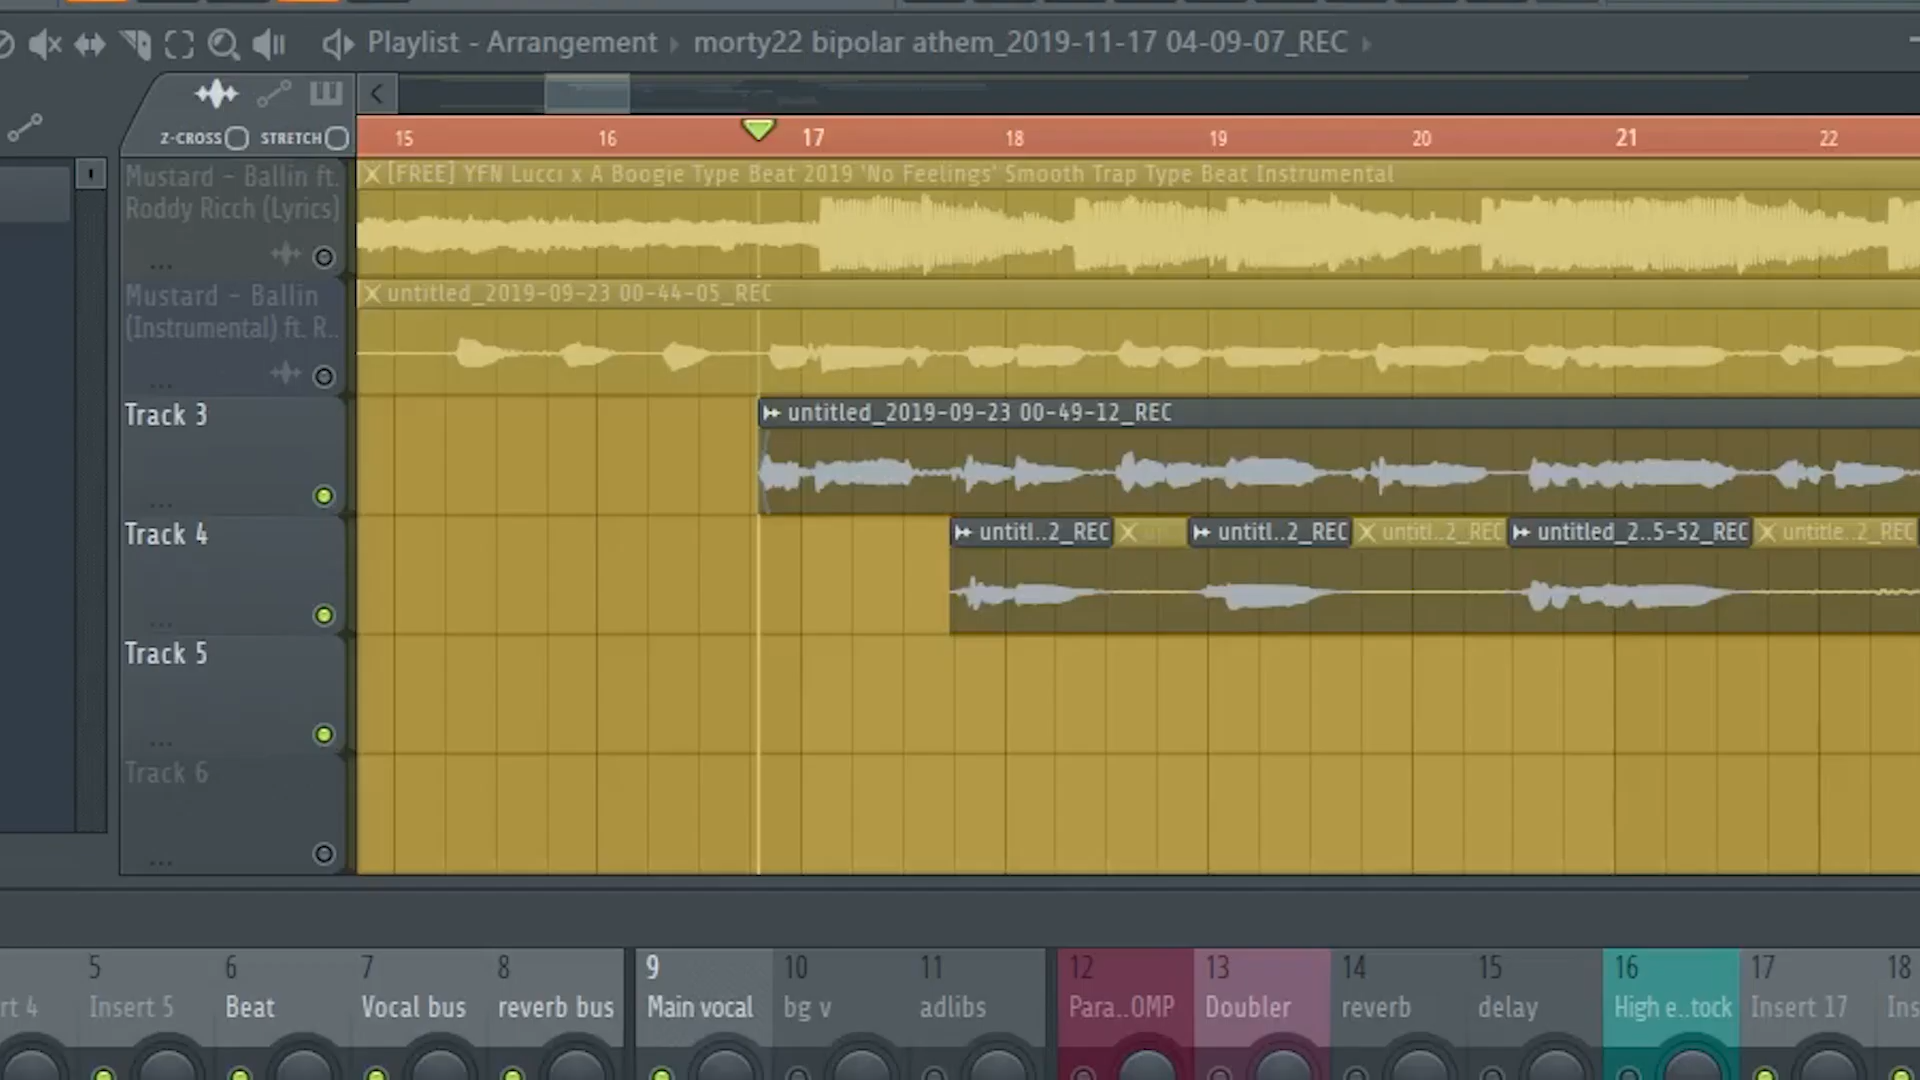 Playlist - Arrangement ▸ morty22 bipolar athem_2019-11-17 04-09-07_REC ▸
Z-CROSS STRETCH
15 16 17 18 19 20 21 22
Mustard - Ballin ft.
Roddy Ricch (Lyrics)
...
[FREE] YFN Lucci x A Boogie Type Beat 2019 'No Feelings' Smooth Trap Type Beat Instrumental
Mustard - Ballin
(Instrumental) ft. R..
...
untitled_2019-09-23 00-44-05_REC
Track 3
...
untitled_2019-09-23 00-49-12_REC
Track 4
...
untitl..2_REC untitl..2_REC untitl..2_REC untitled_2..5-52_REC untitle..2_REC
Track 5
...
Track 6
...
5 6 7 8 9 10 11 12 13 14 15 16 17 18
rt 4 Insert 5 Beat Vocal bus reverb bus Main vocal bg v adlibs Para..OMP Doubler reverb delay High e..tock Insert 17 Ins